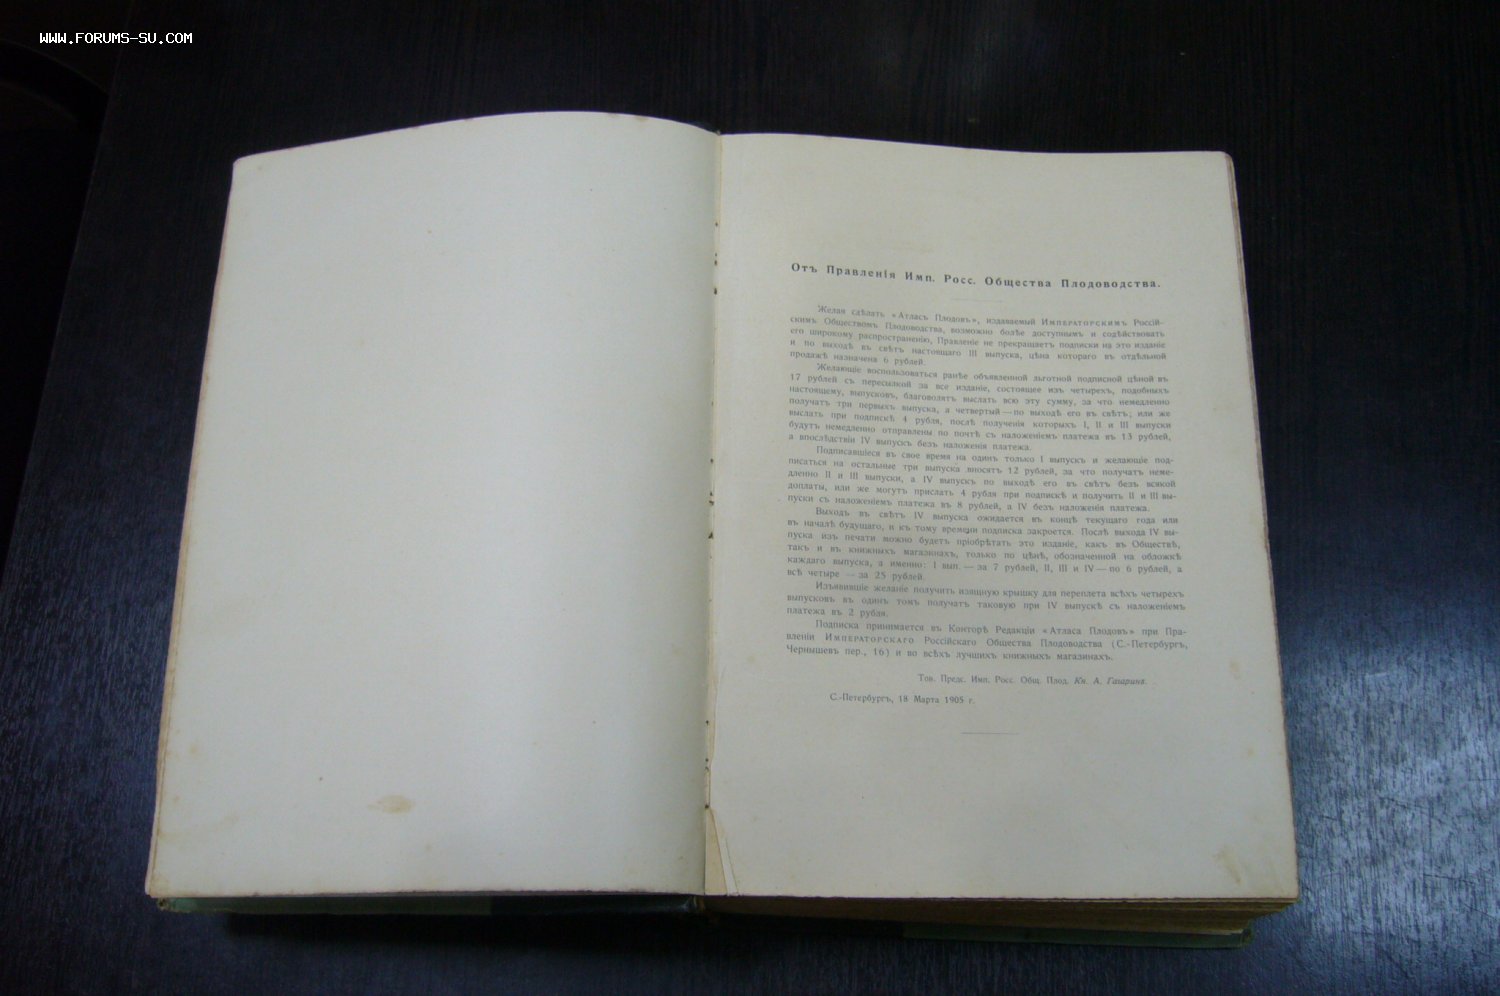 WWW.FORUMS-SU.COM
Отъ Правленія Имп. Росс. Общества Плодоводства.
Желая сдѣлать «Атласъ Плодовъ», издаваемый Императорскимъ Россій-
скимъ Обществомъ Плодоводства, возможно болѣе доступнымъ и содѣйствовать
его широкому распространенію, Правленіе не прекращаетъ подписки на это изданіе
и по выходѣ въ свѣтъ настоящаго III выпуска, цѣна котораго въ отдѣльной
продажѣ назначена 6 рублей.
Желающіе воспользоваться ранѣе объявленной льготной подписной цѣной въ
17 рублей съ пересылкой за все изданіе, состоящее изъ четырехъ, подобныхъ
настоящему, выпусковъ, благоволятъ выслать всю эту сумму, за что немедленно
получатъ три первыхъ выпуска, а четвертый — по выходѣ его въ свѣтъ; или же
выслать при подпискѣ 4 рубля, послѣ полученія которыхъ I, II и III выпуски
будутъ немедленно отправлены по почтѣ съ наложеніемъ платежа въ 13 рублей,
а впослѣдствіи IV выпускъ безъ наложенія платежа.
Подписавшіеся въ свое время на одинъ только I выпускъ и желающіе под-
писаться на остальные три выпуска вносятъ 12 рублей, за что получатъ неме-
дленно II и III выпуски, а IV выпускъ по выходѣ его въ свѣтъ безъ всякой
доплаты, или же могутъ прислать 4 рубля при подпискѣ и получить II и III вы-
пуски съ наложеніемъ платежа въ 8 рублей, а IV безъ наложенія платежа.
Выходъ въ свѣтъ IV выпуска ожидается въ концѣ текущаго года или
въ началѣ будущаго, и къ тому времени подписка закроется. Послѣ выхода IV вы-
пуска изъ печати можно будетъ пріобрѣтать это изданіе, какъ въ Обществѣ,
такъ и въ книжныхъ магазинахъ, только по цѣнѣ, обозначенной на обложкѣ
каждаго выпуска, а именно: I вып. — за 7 рублей, II, III и IV — по 6 рублей, а
всѣ четыре — за 25 рублей.
Изъявившіе желаніе получить изящную крышку для переплета всѣхъ четырехъ
выпусковъ въ одинъ томъ получатъ таковую при IV выпускѣ съ наложеніемъ
платежа въ 2 рубля.
Подписка принимается въ Конторѣ Редакціи «Атласа Плодовъ» при Пра-
вленіи Императорскаго Россійскаго Общества Плодоводства (С.-Петербургъ,
Чернышевъ пер., 16) и во всѣхъ лучшихъ книжныхъ магазинахъ.
Тов. Предс. Имп. Росс. Общ. Плод. Кн. А. Гагаринъ.
С.-Петербургъ, 18 Марта 1905 г.